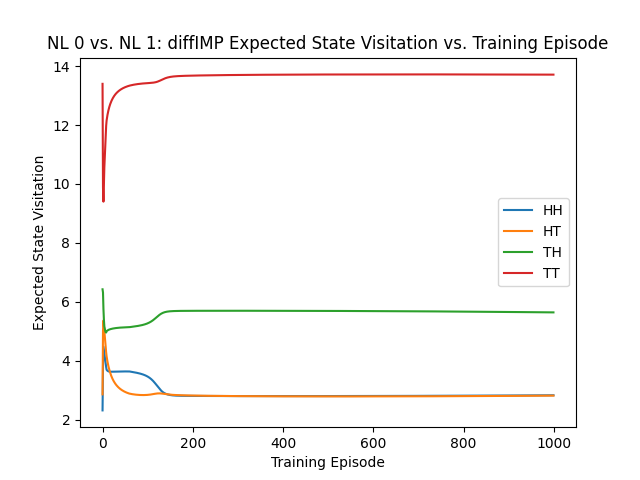 NL 0 vs. NL 1: diffIMP Expected State Visitation vs. Training Episode
Expected State Visitation
14
12
10
8
6
4
2
HH
HT
TH
TT
0 200 400 600 800 1000
Training Episode